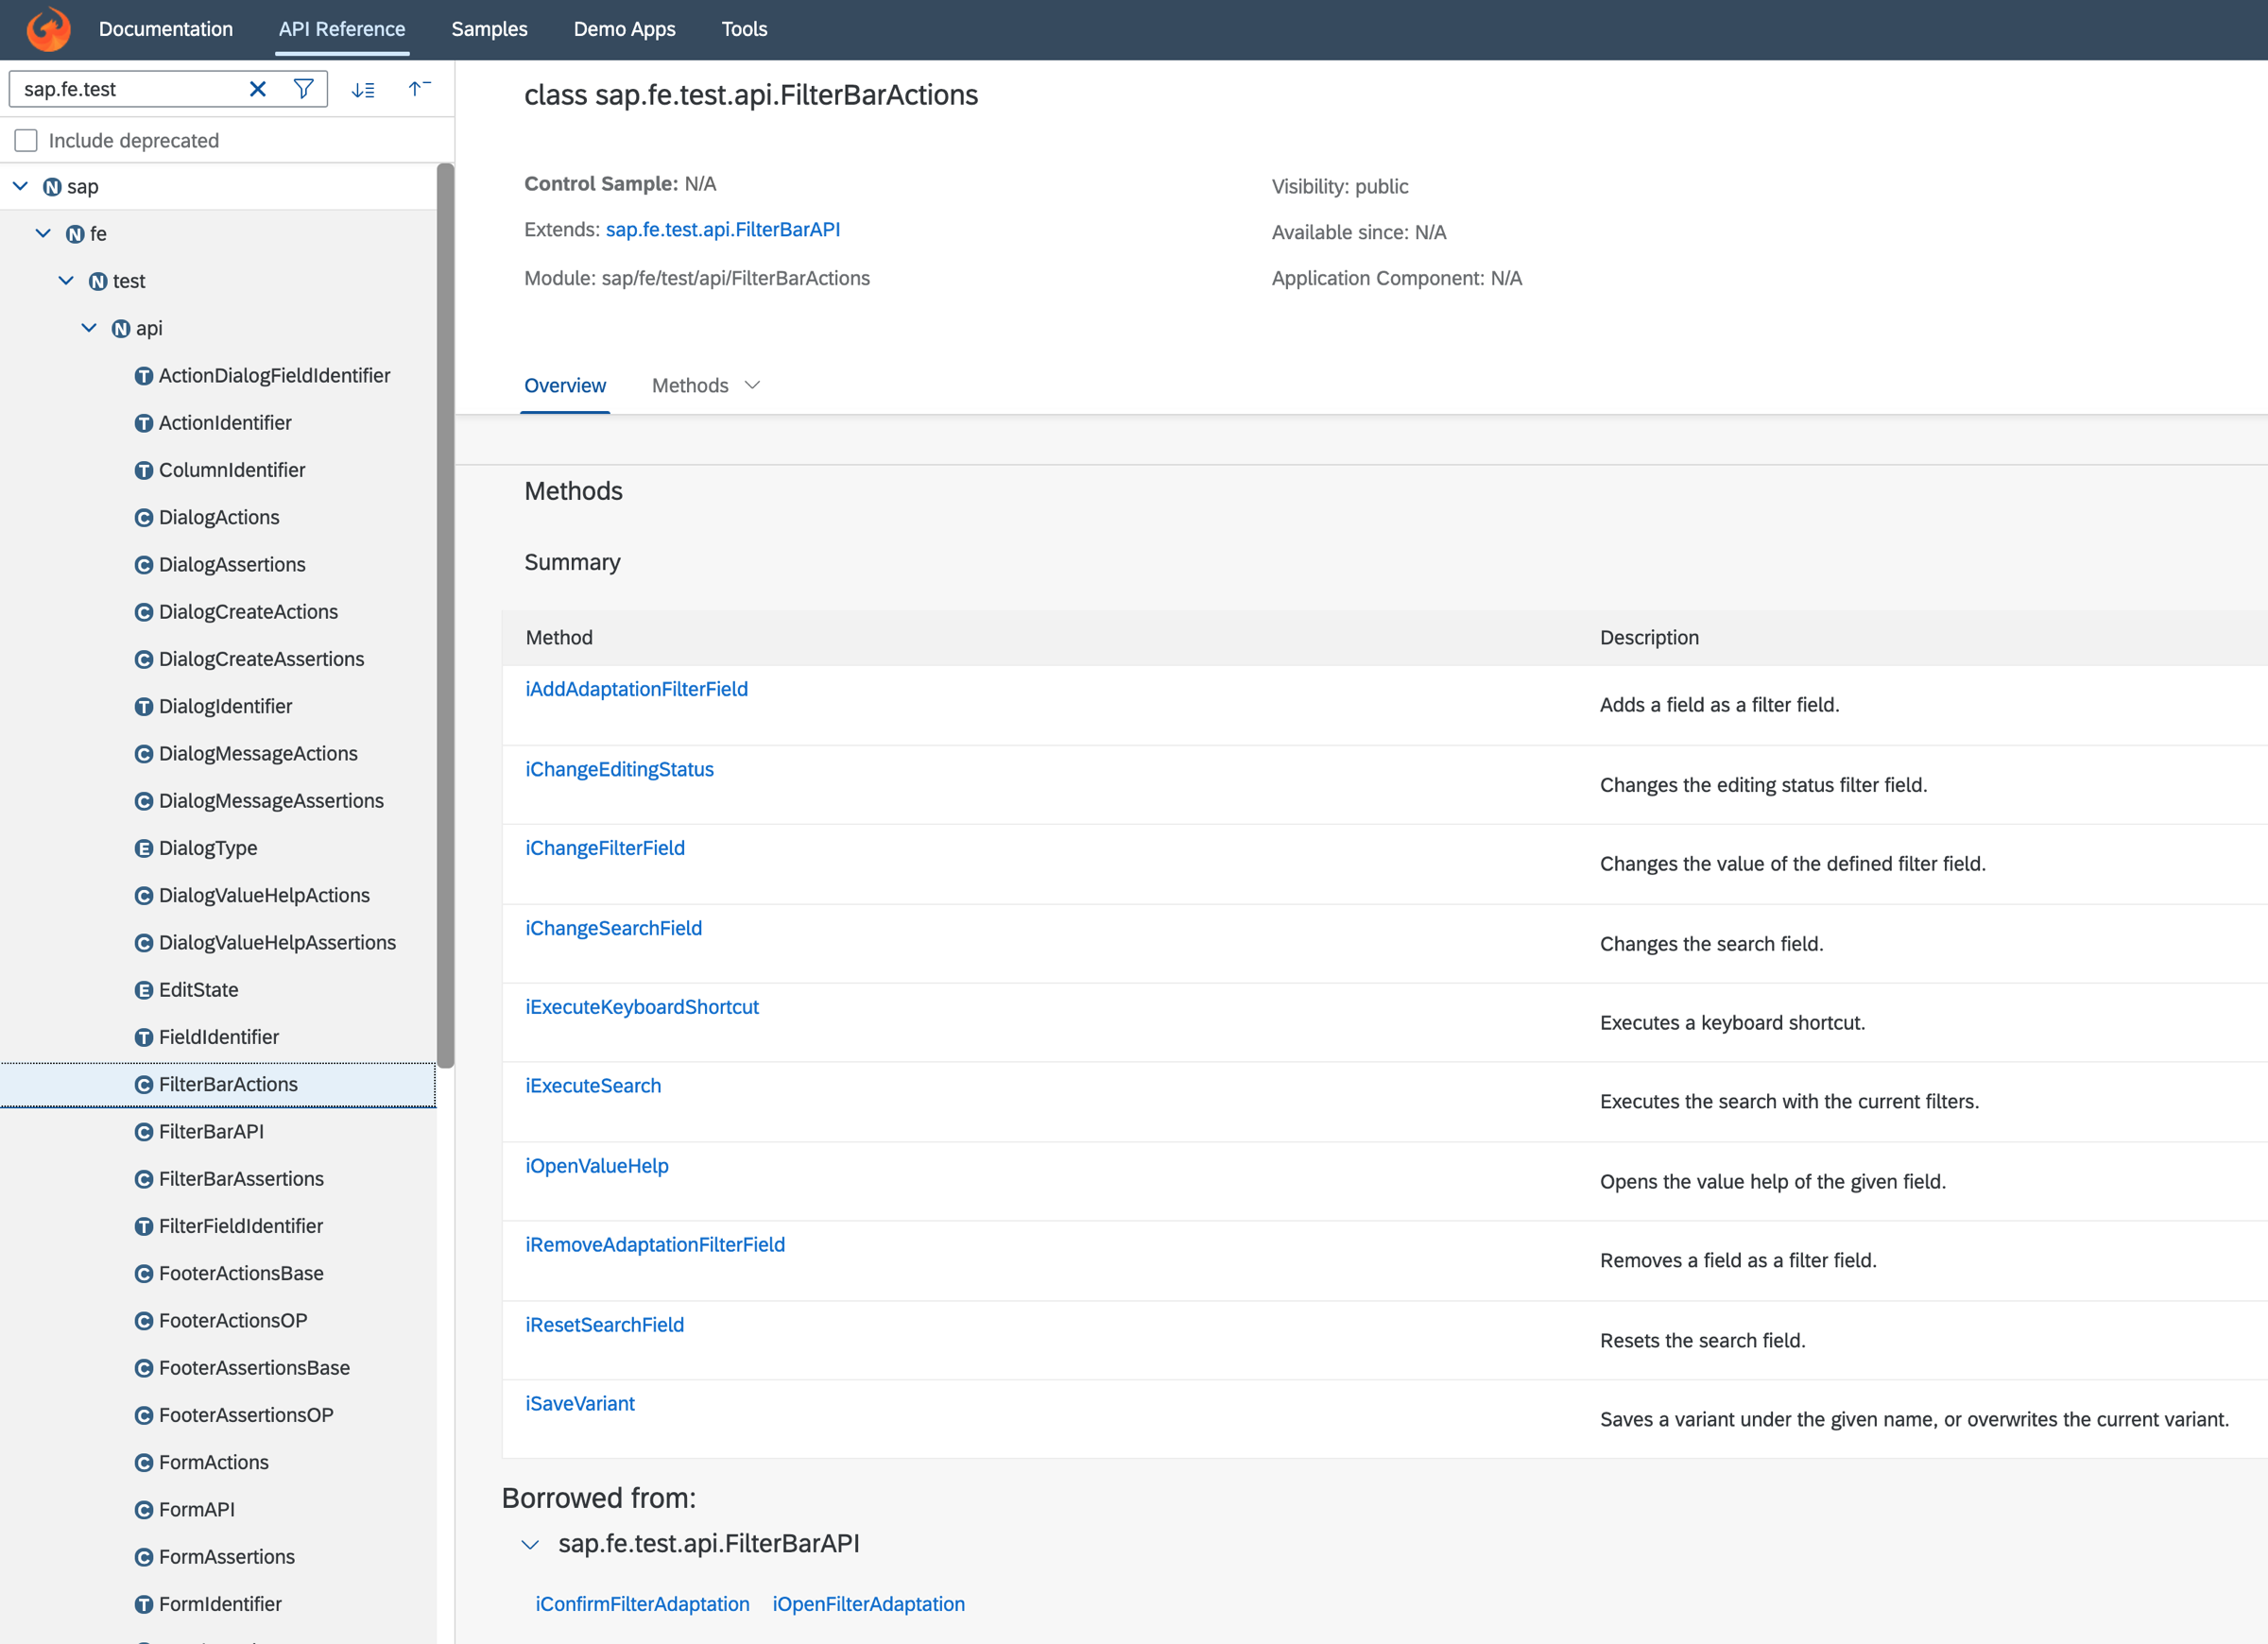 Documentation API Reference Samples Demo Apps Tools
sap.fe.test
Include deprecated
N sap
N fe
N test
N api
T ActionDialogFieldIdentifier
T ActionIdentifier
T ColumnIdentifier
C DialogActions
C DialogAssertions
C DialogCreateActions
C DialogCreateAssertions
T DialogIdentifier
C DialogMessageActions
C DialogMessageAssertions
E DialogType
C DialogValueHelpActions
C DialogValueHelpAssertions
E EditState
T FieldIdentifier
C FilterBarActions
C FilterBarAPI
C FilterBarAssertions
T FilterFieldIdentifier
C FooterActionsBase
C FooterActionsOP
C FooterAssertionsBase
C FooterAssertionsOP
C FormActions
C FormAPI
C FormAssertions
T FormIdentifier
class sap.fe.test.api.FilterBarActions
Control Sample: N/A
Extends: sap.fe.test.api.FilterBarAPI
Module: sap/fe/test/api/FilterBarActions
Visibility: public
Available since: N/A
Application Component: N/A
Overview Methods
Methods
Summary
Method Description
iAddAdaptationFilterField
Adds a field as a filter field.
iChangeEditingStatus
Changes the editing status filter field.
iChangeFilterField
Changes the value of the defined filter field.
iChangeSearchField
Changes the search field.
iExecuteKeyboardShortcut
Executes a keyboard shortcut.
iExecuteSearch
Executes the search with the current filters.
iOpenValueHelp
Opens the value help of the given field.
iRemoveAdaptationFilterField
Removes a field as a filter field.
iResetSearchField
Resets the search field.
iSaveVariant
Saves a variant under the given name, or overwrites the current variant.
Borrowed from:
sap.fe.test.api.FilterBarAPI
iConfirmFilterAdaptation iOpenFilterAdaptation